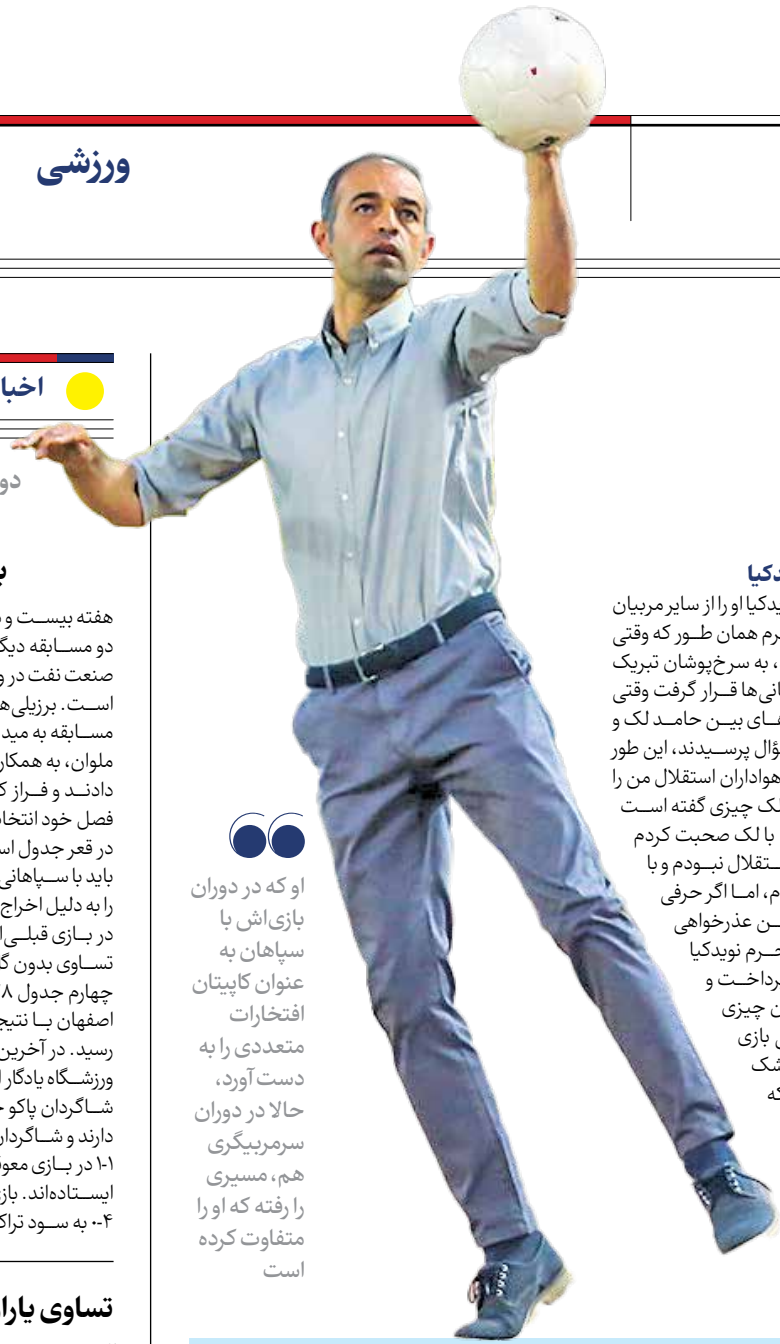 ورزشی
دکیا
یدکیا او را از سایر مربیان
رم همان طــور که وقتی
، به سرخ‌پوشان تبریک
انی‌ها قــرار گرفت وقتی
ـای بیــن حامــد لک و
ؤال پرســیدند، این طور
هواداران استقلال من را
لک چیزی گفته اســت
با لک صحبت کردم
ـتقلال نبــودم و با
م، امــا اگر حرفی
ــن عذرخواهی
حــرم نویدکیا
رداخــت و
ن چیزی
بازی
شک
که
او که در دوران
بازی‌اش با
سپاهان به
عنوان کاپیتان
افتخارات
متعددی را به
دست آورد،
حالا در دوران
سرمربیگری
هم، مسیری
را رفته که او را
متفاوت کرده
است
اخبا
دو
هفته بیســت و
دو مســابقه دیگ
صنعت نفت در و
اســت. برزیلی‌ها
مســابقه به مید
ملوان، به همکار
دادنــد و فــراز ک
فصل خود انتخا
در قعر جدول اس
باید با ســپاهانی
را به دلیل اخراج
در بــازی قبلــی‌ا
تســاوی بدون گ
چهارم جدول ۸
اصفهان بــا نتیج
رسید. در آخرین
ورزشــگاه یادگار ا
شــاگردان پاکو خ
دارند و شــاگردان
۱-۱ در بــازی معوق
ایســتاده‌اند. باز
۴-۰ به ســود تراک
تساوی یارا